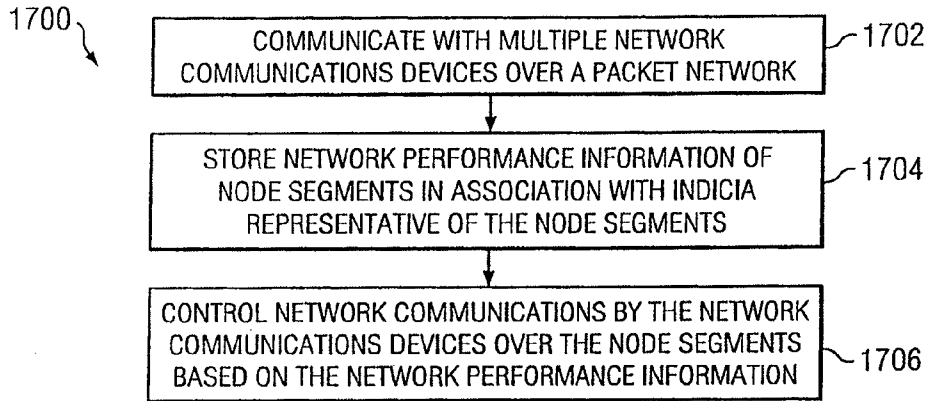 1700
COMMUNICATE WITH MULTIPLE NETWORK
COMMUNICATIONS DEVICES OVER A PACKET NETWORK
1702
STORE NETWORK PERFORMANCE INFORMATION OF
NODE SEGMENTS IN ASSOCIATION WITH INDICIA
REPRESENTATIVE OF THE NODE SEGMENTS
1704
CONTROL NETWORK COMMUNICATIONS BY THE NETWORK
COMMUNICATIONS DEVICES OVER THE NODE SEGMENTS
BASED ON THE NETWORK PERFORMANCE INFORMATION
1706